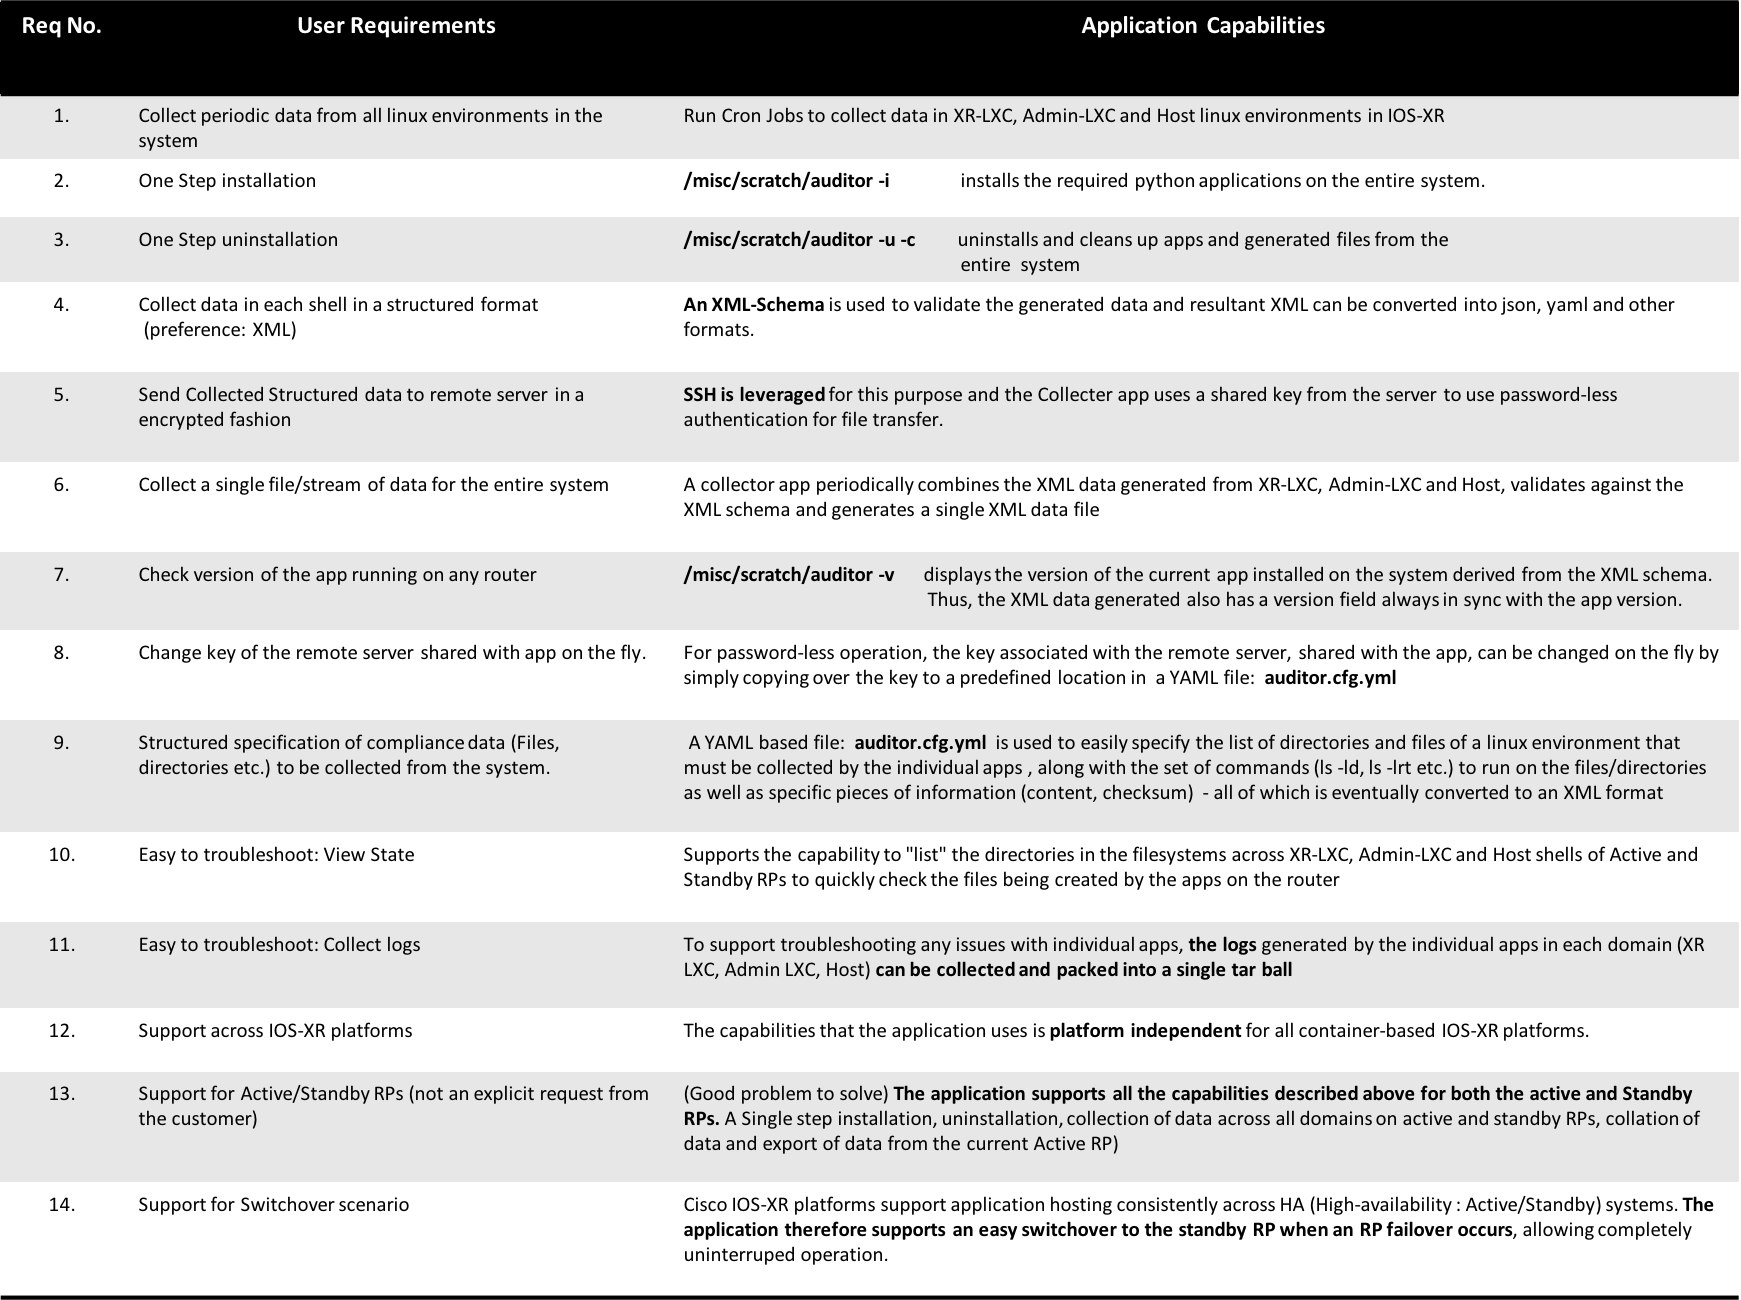 Req No. User Requirements Application Capabilities
1. Collect periodic data from all linux environments in the Run Cron Jobs to collect data in XR-LXC, Admin-LXC and Host linux environments in IOS-XR
system
2. One Step installation /misc/scratch/auditor -i installs the required python applications on the entire system.
3. One Step uninstallation /misc/scratch/auditor -u -c uninstalls and cleans up apps and generated files from the
entire system
4. Collect data in each shell in a structured format An XML-Schema is used to validate the generated data and resultant XML can be converted into json, yaml and other
(preference: XML) formats.
5. Send Collected Structured data to remote server in a SSH is leveraged for this purpose and the Collecter app uses a shared key from the server to use password-less
encrypted fashion authentication for file transfer.
6. Collect a single file/stream of data for the entire system A collector app periodically combines the XML data generated from XR-LXC, Admin-LXC and Host, validates against the
XML schema and generates a single XML data file
7. Check version of the app running on any router /misc/scratch/auditor -v displays the version of the current app installed on the system derived from the XML schema.
Thus, the XML data generated also has a version field always in sync with the app version.
8. Change key of the remote server shared with app on the fly. For password-less operation, the key associated with the remote server, shared with the app, can be changed on the fly by
simply copying over the key to a predefined location in a YAML file: auditor.cfg.yml
9. Structured specification of compliance data (Files, A YAML based file: auditor.cfg.yml is used to easily specify the list of directories and files of a linux environment that
directories etc.) to be collected from the system. must be collected by the individual apps , along with the set of commands (ls -ld, ls -lrt etc.) to run on the files/directories
as well as specific pieces of information (content, checksum) - all of which is eventually converted to an XML format
10. Easy to troubleshoot: View State Supports the capability to "list" the directories in the filesystems across XR-LXC, Admin-LXC and Host shells of Active and
Standby RPs to quickly check the files being created by the apps on the router
11. Easy to troubleshoot: Collect logs To support troubleshooting any issues with individual apps, the logs generated by the individual apps in each domain (XR
LXC, Admin LXC, Host) can be collected and packed into a single tar ball
12. Support across IOS-XR platforms The capabilities that the application uses is platform independent for all container-based IOS-XR platforms.
13. Support for Active/Standby RPs (not an explicit request from (Good problem to solve) The application supports all the capabilities described above for both the active and Standby
the customer) RPs. A Single step installation, uninstallation, collection of data across all domains on active and standby RPs, collation of
data and export of data from the current Active RP)
14. Support for Switchover scenario Cisco IOS-XR platforms support application hosting consistently across HA (High-availability : Active/Standby) systems. The
application therefore supports an easy switchover to the standby RP when an RP failover occurs, allowing completely
uninterruped operation.